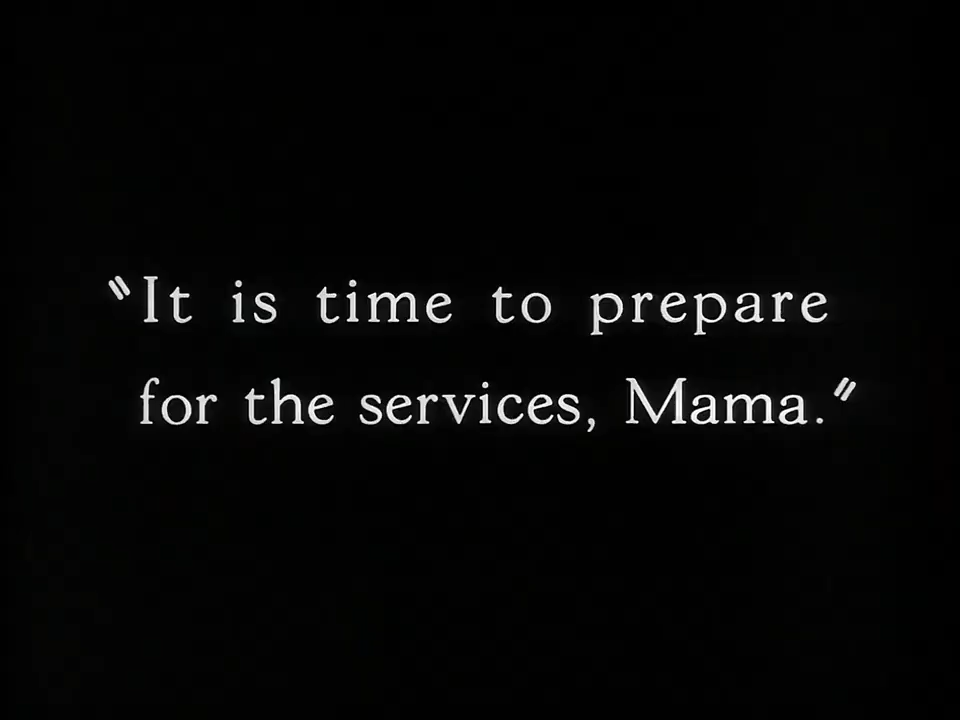 "It is time to prepare
for the services, Mama."